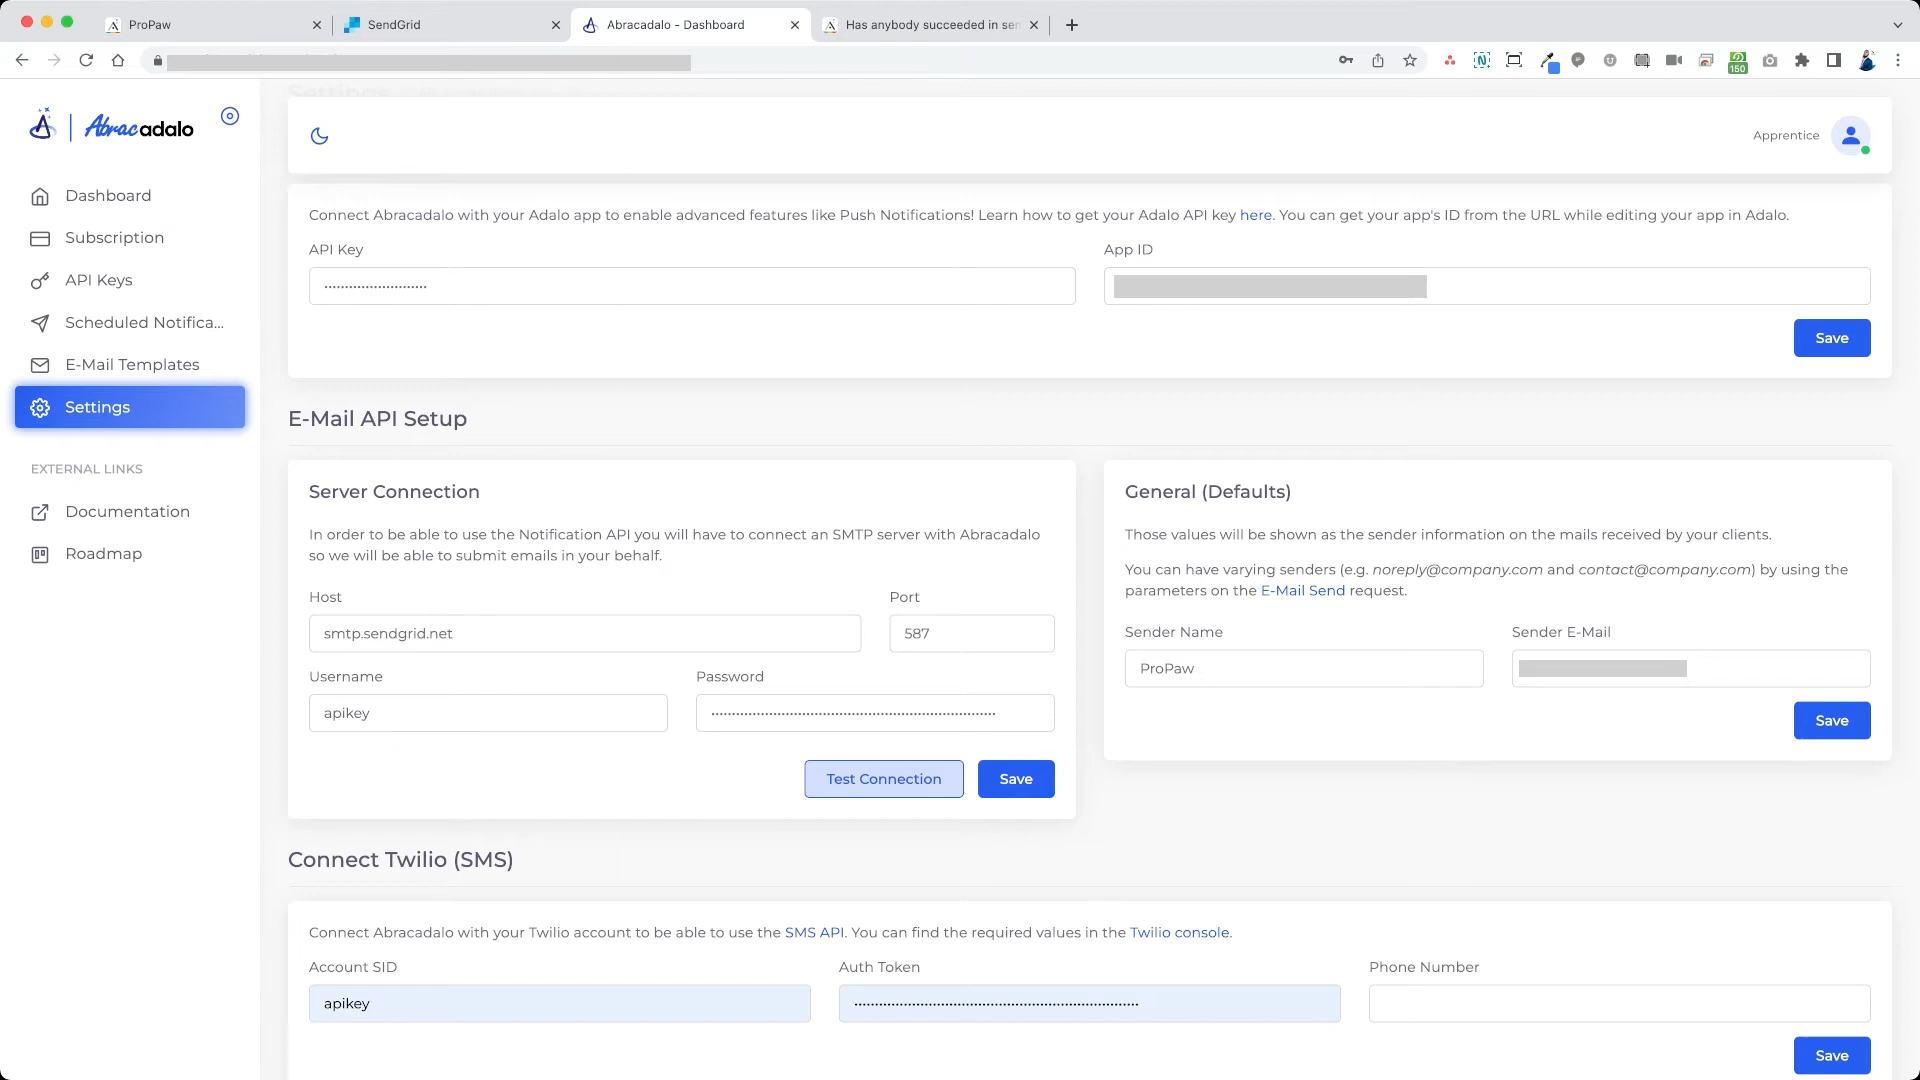 ProPaw
SendGrid
Abracadalo - Dashboard
Has anybody succeeded in sen
150
Abracadalo
Settings
Apprentice
Dashboard
Subscription
API Keys
Scheduled Notifica...
E-Mail Templates
Settings
EXTERNAL LINKS
Documentation
Roadmap
Connect Abracadalo with your Adalo app to enable advanced features like Push Notifications! Learn how to get your Adalo API key here. You can get your app's ID from the URL while editing your app in Adalo.
API Key
App ID
Save
E-Mail API Setup
Server Connection
In order to be able to use the Notification API you will have to connect an SMTP server with Abracadalo
so we will be able to submit emails in your behalf.
Host
Port
smtp.sendgrid.net
587
Username
Password
apikey
Test Connection
Save
General (Defaults)
Those values will be shown as the sender information on the mails received by your clients.
You can have varying senders (e.g. noreply@company.com and contact@company.com) by using the
parameters on the E-Mail Send request.
Sender Name
Sender E-Mail
ProPaw
Save
Connect Twilio (SMS)
Connect Abracadalo with your Twilio account to be able to use the SMS API. You can find the required values in the Twilio console.
Account SID
Auth Token
Phone Number
apikey
Save